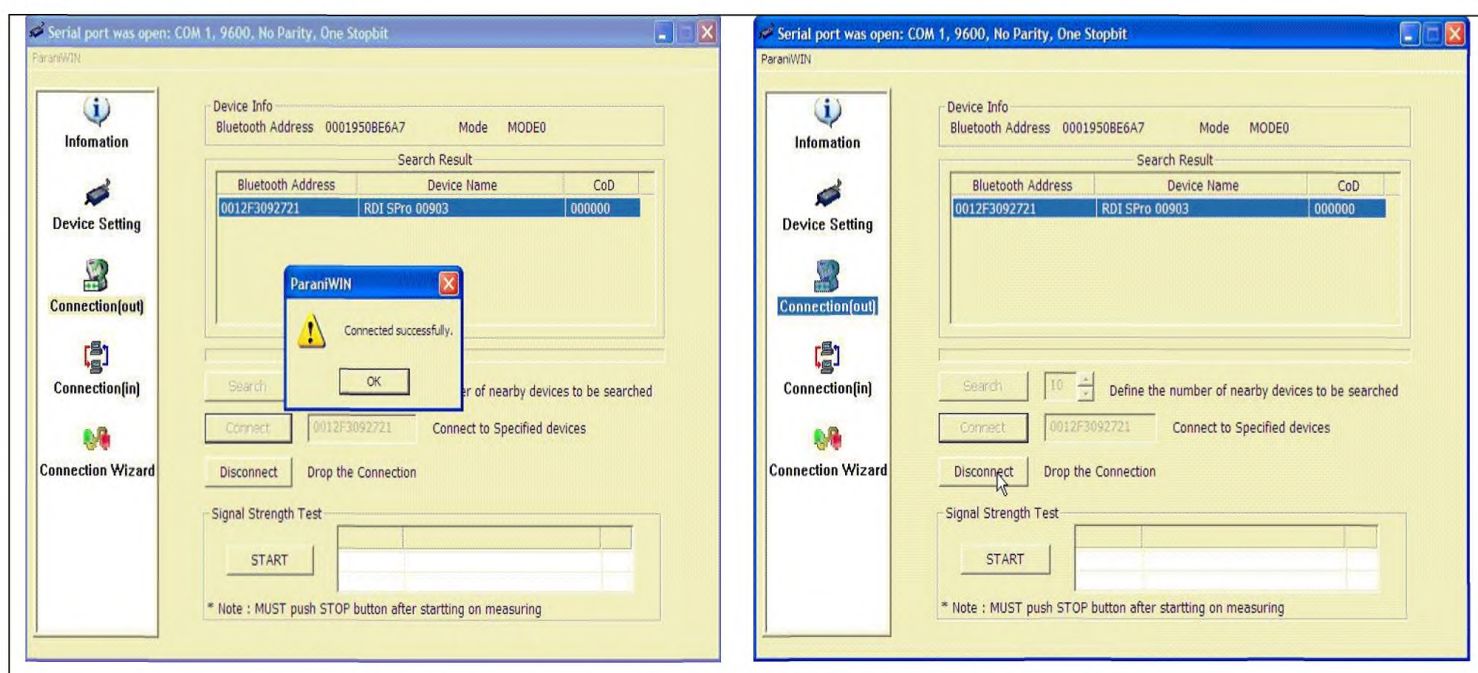 Serial port was open: COM 1, 9600, No Parity, One Stopbit
ParaniWIN
Infomation
Device Setting
Connection(out)
Connection(in)
Connection Wizard
Device Info
Bluetooth Address 0001950BE6A7 Mode MODE0
Search Result
Bluetooth Address Device Name CoD
0012F3092721 RDI SPro 00903 000000
ParaniWIN
Connected successfully.
OK
Search er of nearby devices to be searched
Connect 0012F3092721 Connect to Specified devices
Disconnect Drop the Connection
Signal Strength Test
START
* Note : MUST push STOP button after startting on measuring
Serial port was open: COM 1, 9600, No Parity, One Stopbit
ParaniWIN
Infomation
Device Setting
Connection(out)
Connection(in)
Connection Wizard
Device Info
Bluetooth Address 0001950BE6A7 Mode MODE0
Search Result
Bluetooth Address Device Name CoD
0012F3092721 RDI SPro 00903 000000
Search 10 Define the number of nearby devices to be searched
Connect 0012F3092721 Connect to Specified devices
Disconnect Drop the Connection
Signal Strength Test
START
* Note : MUST push STOP button after startting on measuring